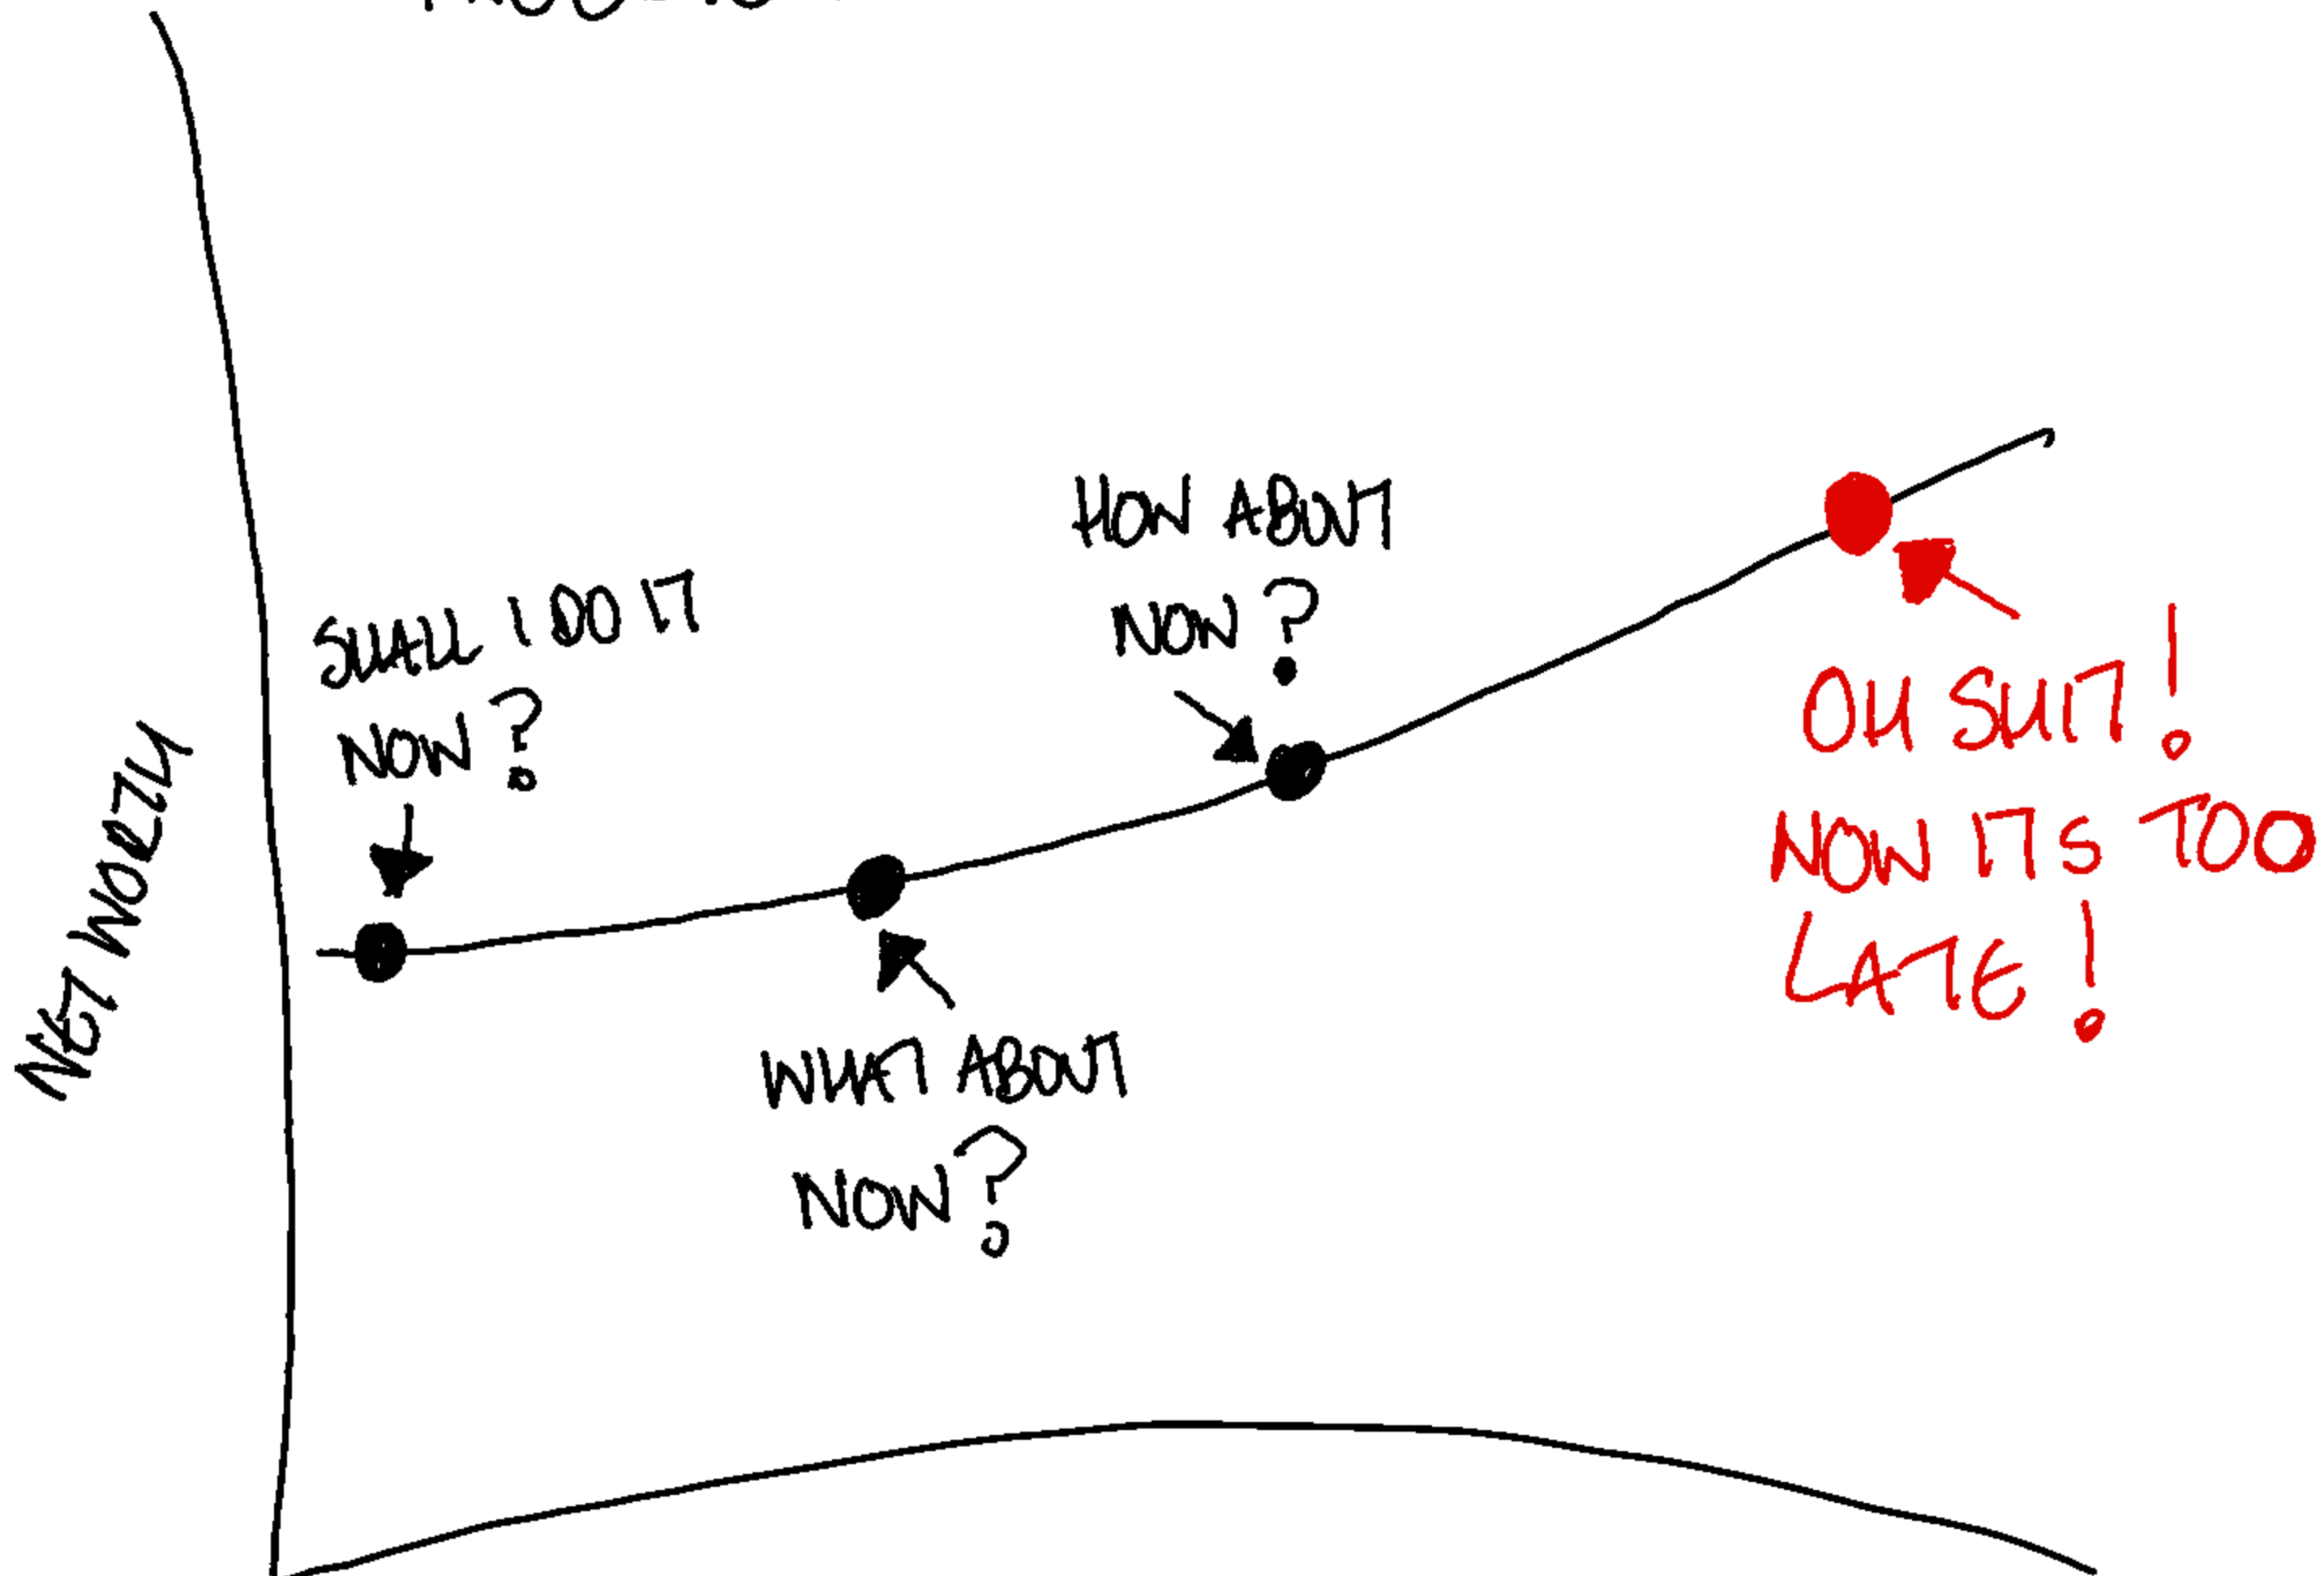 NET WORTH
SHALL I DO IT
NOW?
WHAT ABOUT
NOW?
HOW ABOUT
NOW?
OH SHIT!
NOW ITS TOO
LATE!